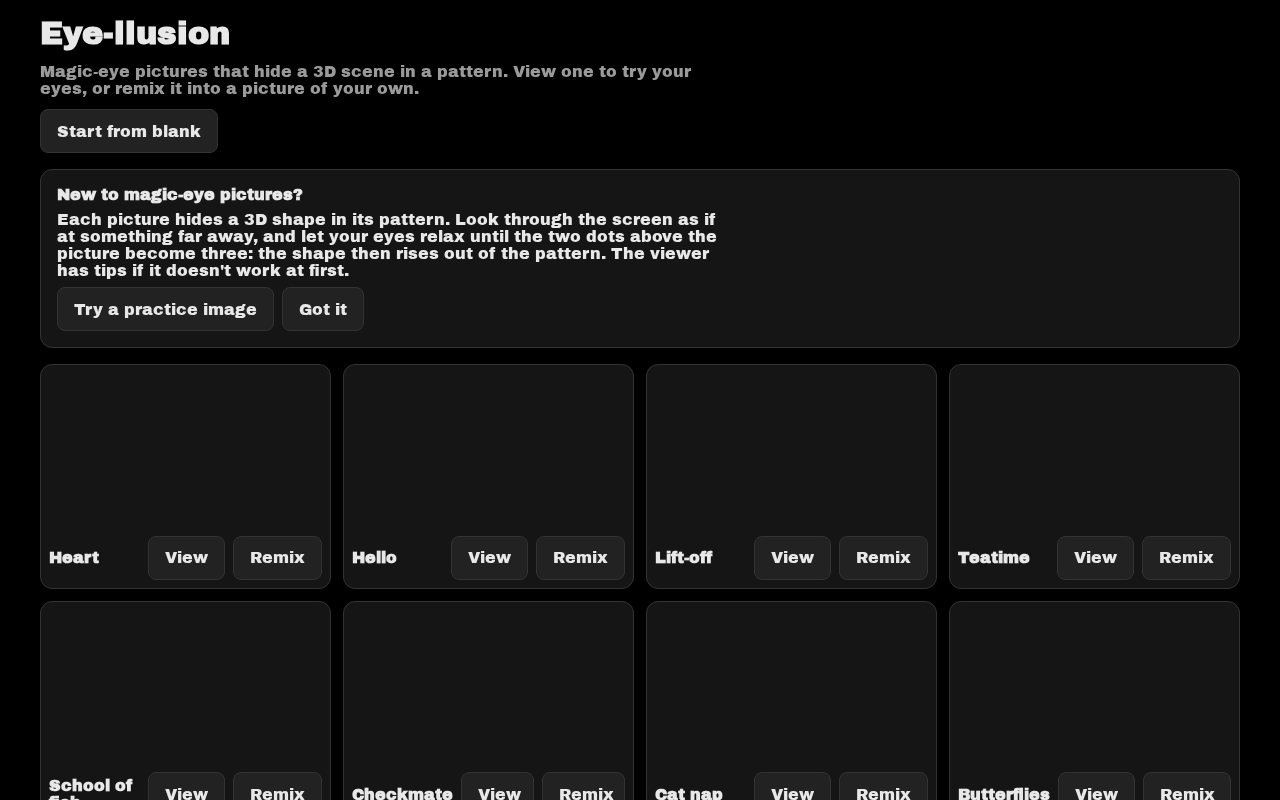 Eye-llusion
Magic-eye pictures that hide a 3D scene in a pattern. View one to try your
eyes, or remix it into a picture of your own.
Start from blank
New to magic-eye pictures?
Each picture hides a 3D shape in its pattern. Look through the screen as if
at something far away, and let your eyes relax until the two dots above the
picture become three: the shape then rises out of the pattern. The viewer
has tips if it doesn't work at first.
Try a practice image Got it
Heart View Remix Hello View Remix Lift-off View Remix Teatime View Remix
School of View Remix Checkmate View Remix Cat nap View Remix Butterflies View Remix
fish